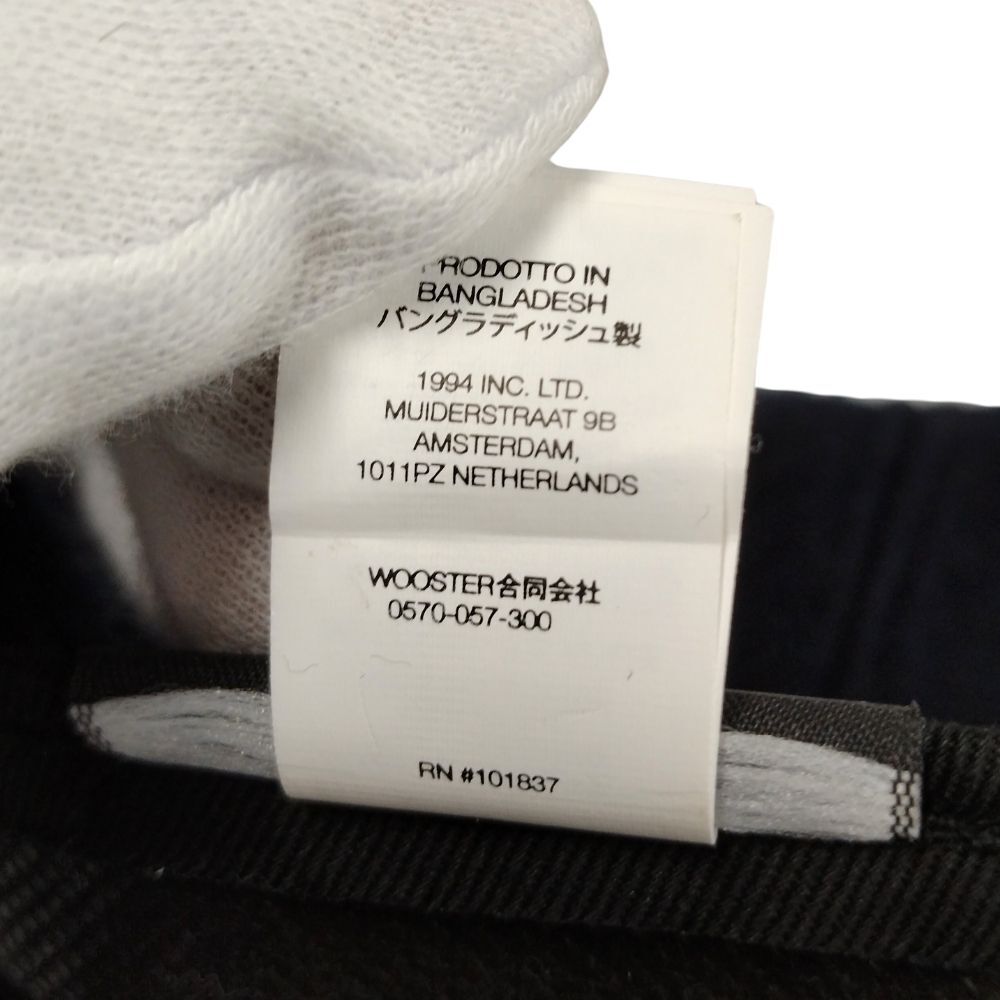 PRODOTTO IN
BANGLADESH
バングラディッシュ製
1994 INC. LTD.
MUIDERSTRAAT 9B
AMSTERDAM,
1011PZ NETHERLANDS
WOOSTER合同会社
0570-057-300
RN #101837